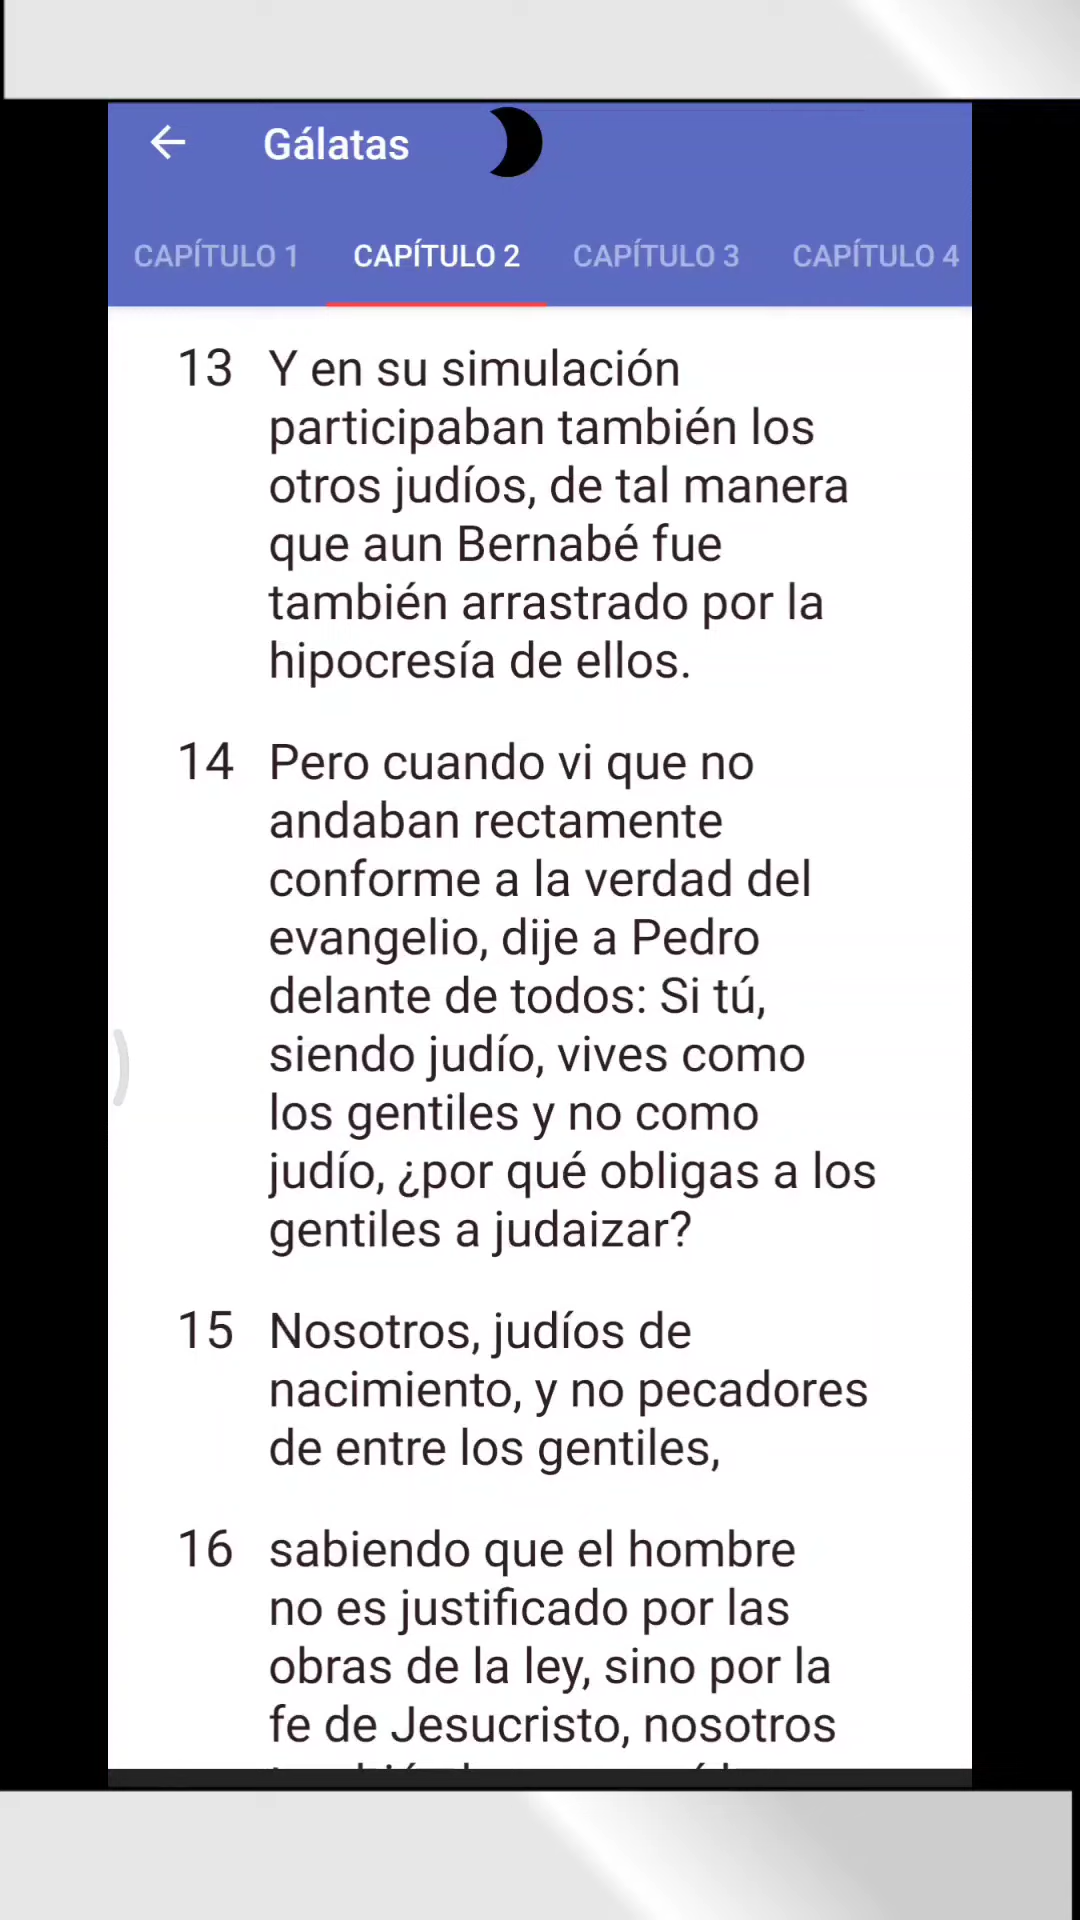 Gálatas
CAPÍTULO 1 CAPÍTULO 2 CAPÍTULO 3 CAPÍTULO 4
13 Y en su simulación
participaban también los
otros judíos, de tal manera
que aun Bernabé fue
también arrastrado por la
hipocresía de ellos.
14 Pero cuando vi que no
andaban rectamente
conforme a la verdad del
evangelio, dije a Pedro
delante de todos: Si tú,
siendo judío, vives como
los gentiles y no como
judío, ¿por qué obligas a los
gentiles a judaizar?
15 Nosotros, judíos de
nacimiento, y no pecadores
de entre los gentiles,
16 sabiendo que el hombre
no es justificado por las
obras de la ley, sino por la
fe de Jesucristo, nosotros